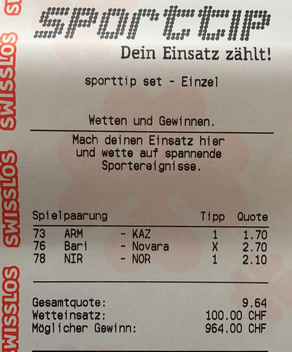 sporttip
Dein Einsatz zählt!
sporttip set - Einzel
Wetten und Gewinnen.
Mach deinen Einsatz hier
und wette auf spannende
Sportereignisse.
Spielpaarung Tipp Quote
73 ARM - KAZ 1 1.70
76 Bari - Novara X 2.70
78 NIR - NOR 1 2.10
Gesamtquote: 9.64
Wetteinsatz: 100.00 CHF
Möglicher Gewinn: 964.00 CHF
SWISSLOS
SWISSLOS
SWISSLOS